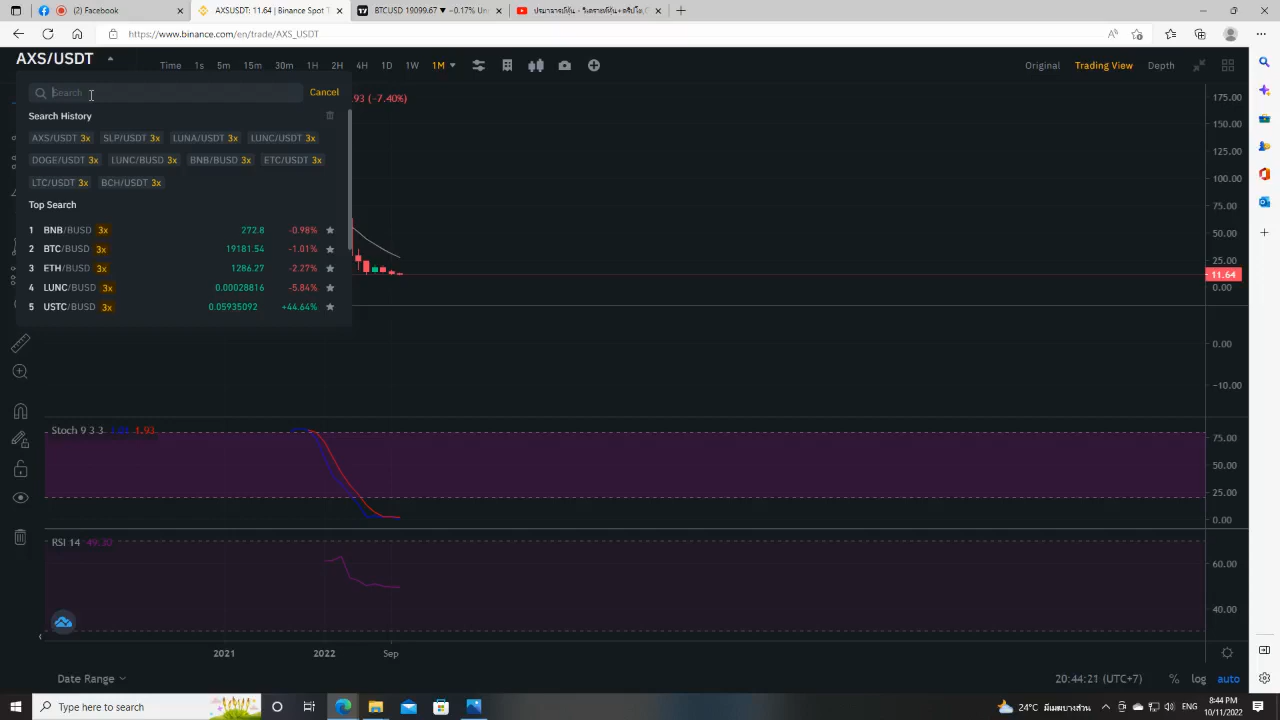 Facebook
AXSUSDT: 11.64 | Binance Spot T
BTCUSD 19099.67 ▼ −0.17% Un
https://www.binance.com/en/trade/AXS_USDT
AXS/USDT
Time 1s 5m 15m 30m 1H 2H 4H 1D 1W 1M
Original Trading View Depth
Search
Cancel
.93 (−7.40%)
Search History
AXS/USDT 3x SLP/USDT 3x LUNA/USDT 3x LUNC/USDT 3x
DOGE/USDT 3x LUNC/BUSD 3x BNB/BUSD 3x ETC/USDT 3x
LTC/USDT 3x BCH/USDT 3x
Top Search
1 BNB/BUSD 3x 272.8 -0.98%
2 BTC/BUSD 3x 19181.54 -1.01%
3 ETH/BUSD 3x 1286.27 -2.27%
4 LUNC/BUSD 3x 0.00028816 -5.84%
5 USTC/BUSD 3x 0.05935092 +44.64%
175.00
150.00
125.00
100.00
75.00
50.00
25.00
11.64
0.00
0.00
−10.00
Stoch 9 3 3 1.93
75.00
50.00
25.00
0.00
RSI 14 49.30
60.00
40.00
2021 2022 Sep
Date Range
20:44:21 (UTC+7) % log auto
Type here to search
24°C
ENG
8:44 PM
10/11/2022